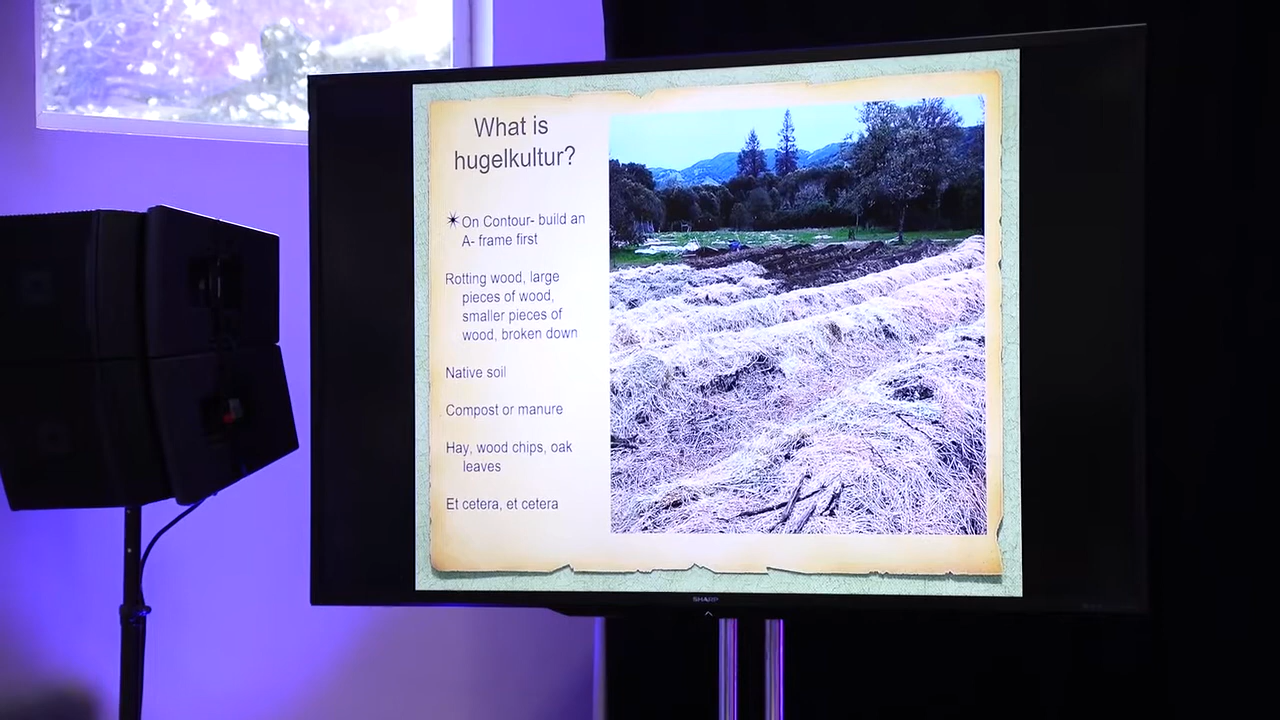 What is
hugelkultur?
On Contour- build an
A- frame first
Rotting wood, large
pieces of wood,
smaller pieces of
wood, broken down
Native soil
Compost or manure
Hay, wood chips, oak
leaves
Et cetera, et cetera
SHARP